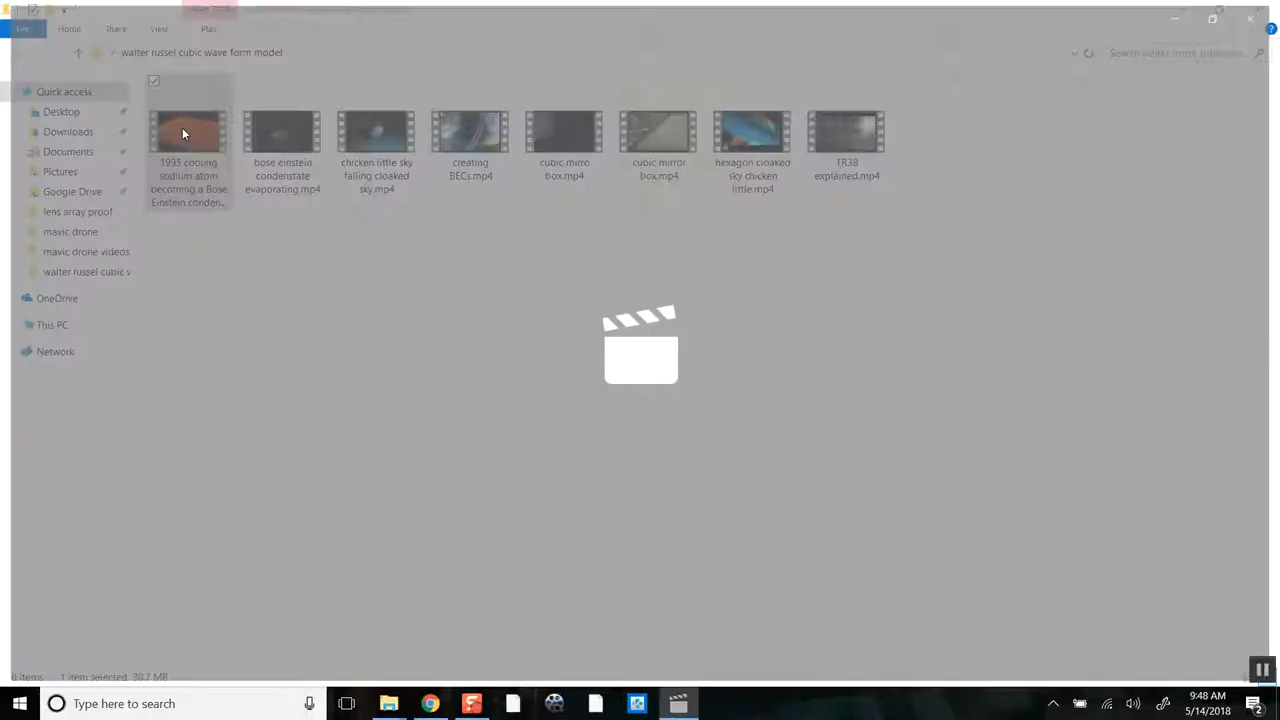 File
Home
Share
View
Play
walter russel cubic wave form model
Quick access
Desktop
Downloads
Documents
Pictures
Google Drive
lens array proof
mavic drone
mavic drone videos
walter russel cubic v
OneDrive
This PC
Network
1995 cooling
sodium atom
becoming a Bose
Einstein conden...
bose einstein
condenstate
evaporating.mp4
chicken little sky
falling cloaked
sky.mp4
creating
BECs.mp4
cubic mirro
box.mp4
cubic mirror
box.mp4
hexagon cloaked
sky chicken
little.mp4
TR3B
explained.mp4
8 items 1 item selected 38.7 MB
Type here to search
9:48 AM
5/14/2018
2